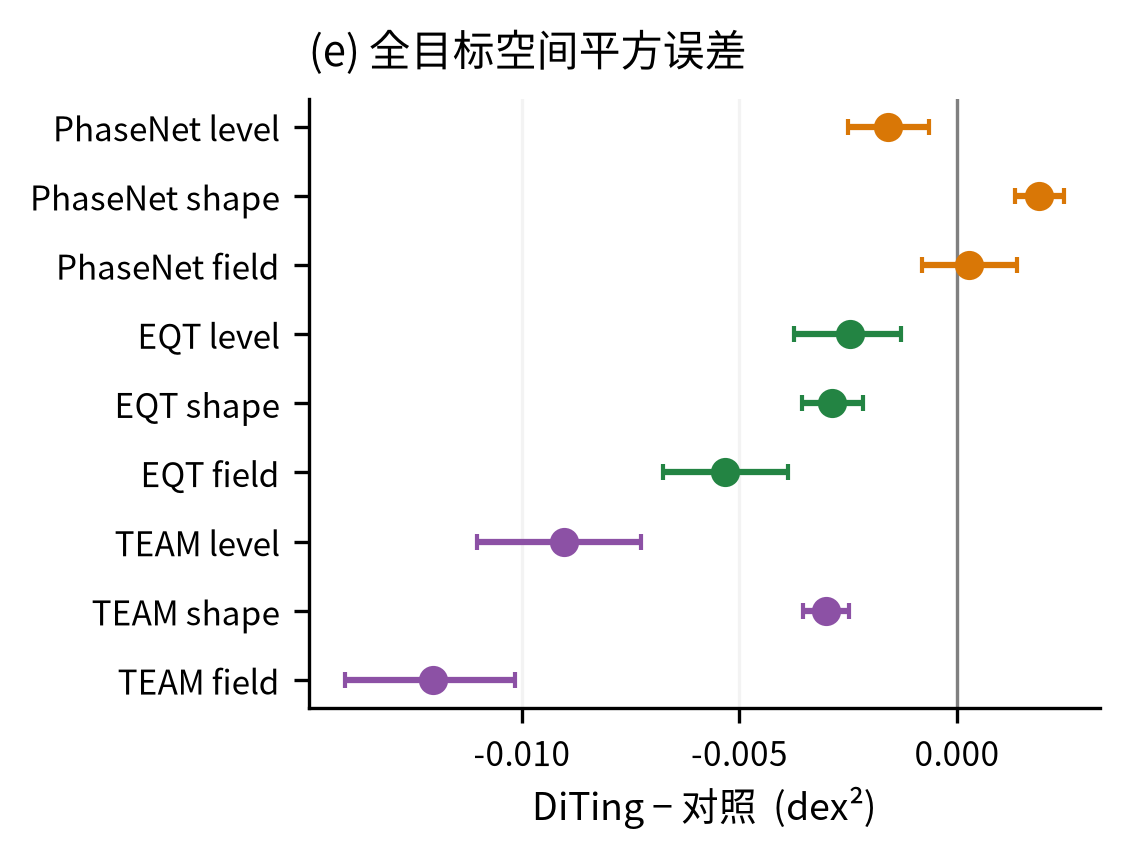 (e) 全目标空间平方误差
PhaseNet level
PhaseNet shape
PhaseNet field
EQT level
EQT shape
EQT field
TEAM level
TEAM shape
TEAM field
-0.010 -0.005 0.000
DiTing − 对照 (dex²)